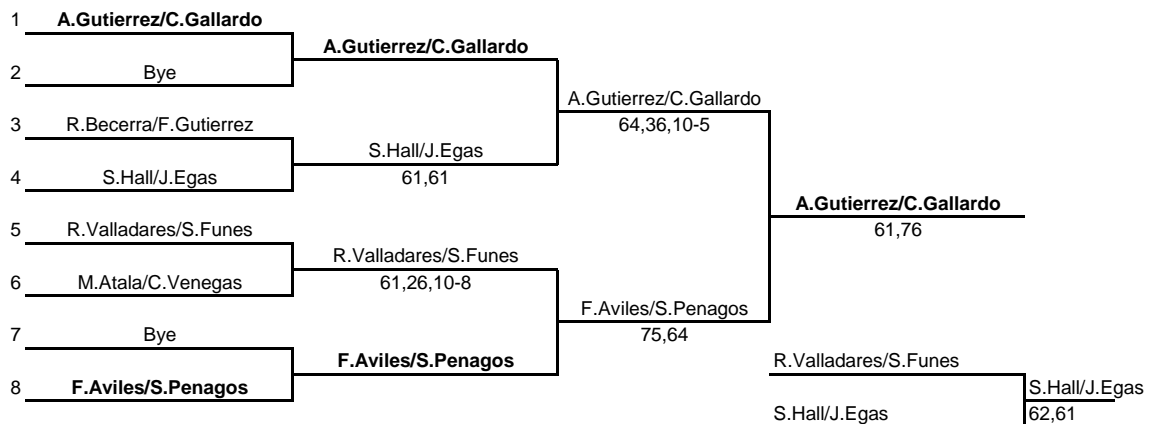 1 A.Gutierrez/C.Gallardo
A.Gutierrez/C.Gallardo
2 Bye
A.Gutierrez/C.Gallardo
64,36,10-5
3 R.Becerra/F.Gutierrez
S.Hall/J.Egas
61,61
4 S.Hall/J.Egas
A.Gutierrez/C.Gallardo
61,76
5 R.Valladares/S.Funes
R.Valladares/S.Funes
61,26,10-8
6 M.Atala/C.Venegas
F.Aviles/S.Penagos
75,64
7 Bye
F.Aviles/S.Penagos
8 F.Aviles/S.Penagos
R.Valladares/S.Funes
S.Hall/J.Egas
62,61
S.Hall/J.Egas